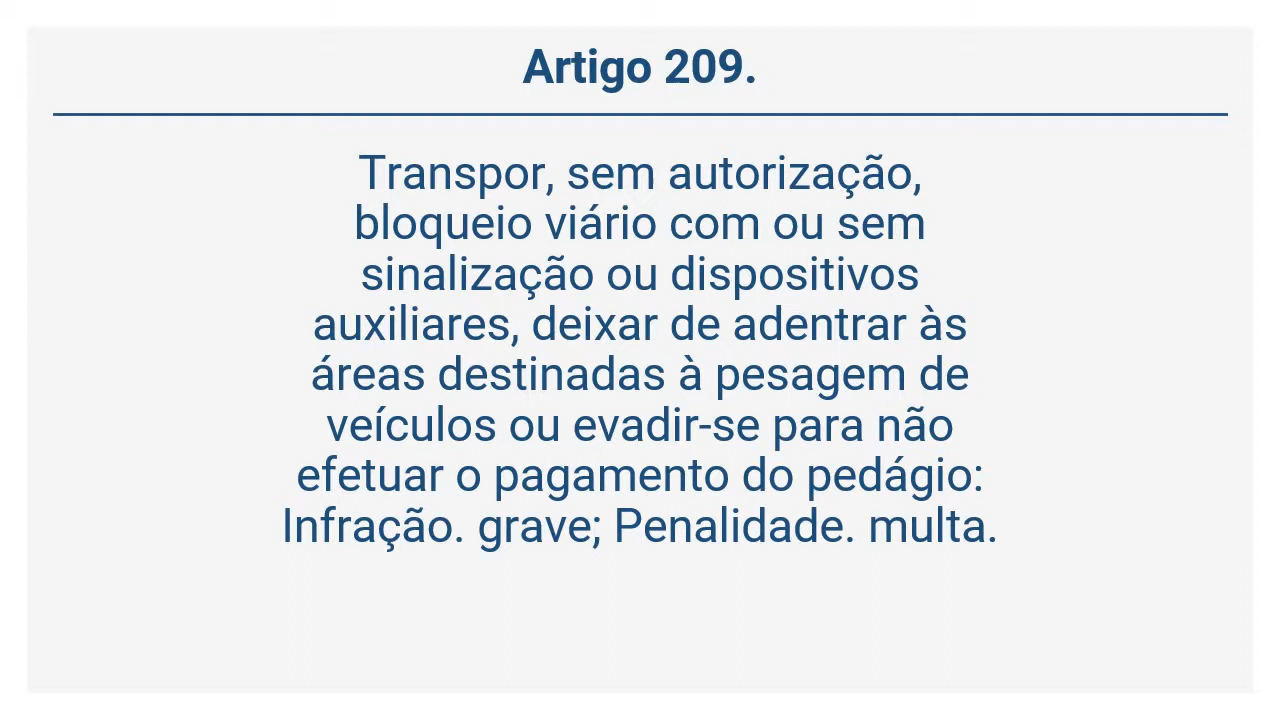 Artigo 209.
Transpor, sem autorização,
bloqueio viário com ou sem
sinalização ou dispositivos
auxiliares, deixar de adentrar às
áreas destinadas à pesagem de
veículos ou evadir-se para não
efetuar o pagamento do pedágio:
Infração. grave; Penalidade. multa.